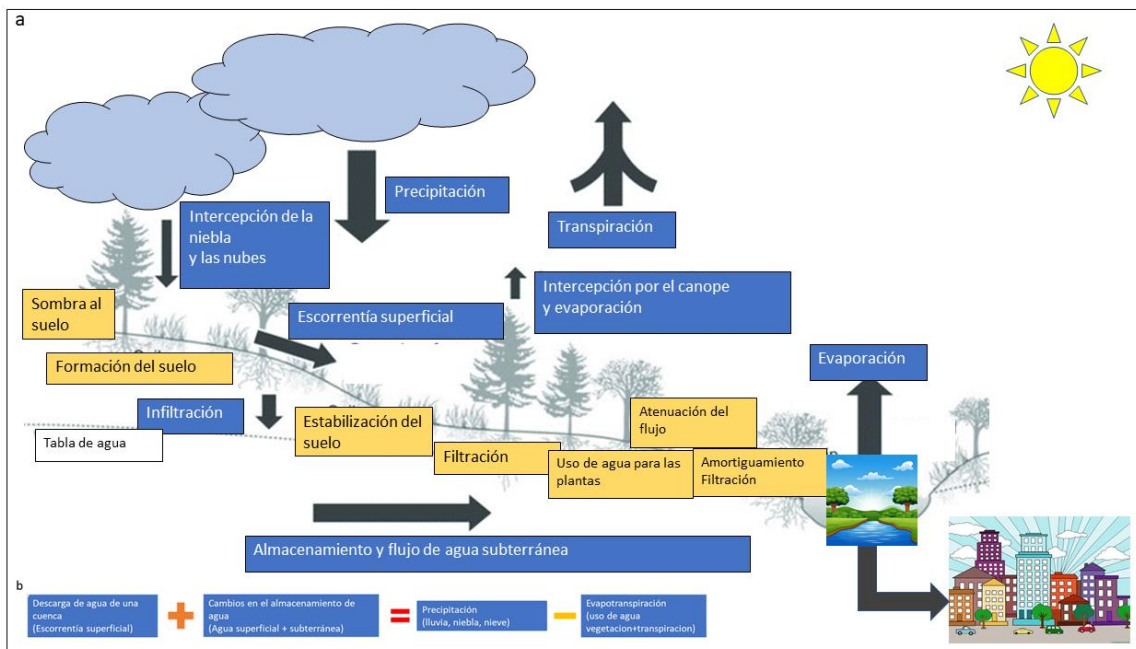 a
Precipitación
Intercepción de la
niebla
y las nubes
Transpiración
Intercepción por el canope
y evaporación
Sombra al
suelo
Escorrentía superficial
Formación del suelo
Evaporación
Infiltración
Estabilización del
suelo
Atenuación del
flujo
Tabla de agua
Filtración
Uso de agua para las
plantas
Amortiguamiento
Filtración
Almacenamiento y flujo de agua subterránea
b
Descarga de agua de una
cuenca
(Escorrentía superficial)
+
Cambios en el almacenamiento de
agua
(Agua superficial + subterránea)
=
Precipitación
(lluvia, niebla, nieve)
−
Evapotranspiración
(uso de agua
vegetacion+transpiracion)